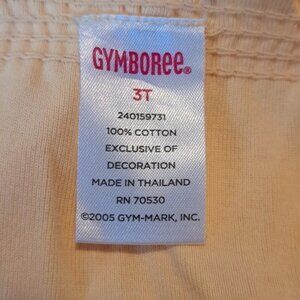 GYMBOREE®
3T
240159731
100% COTTON
EXCLUSIVE OF
DECORATION
MADE IN THAILAND
RN 70530
©2005 GYM-MARK, INC.